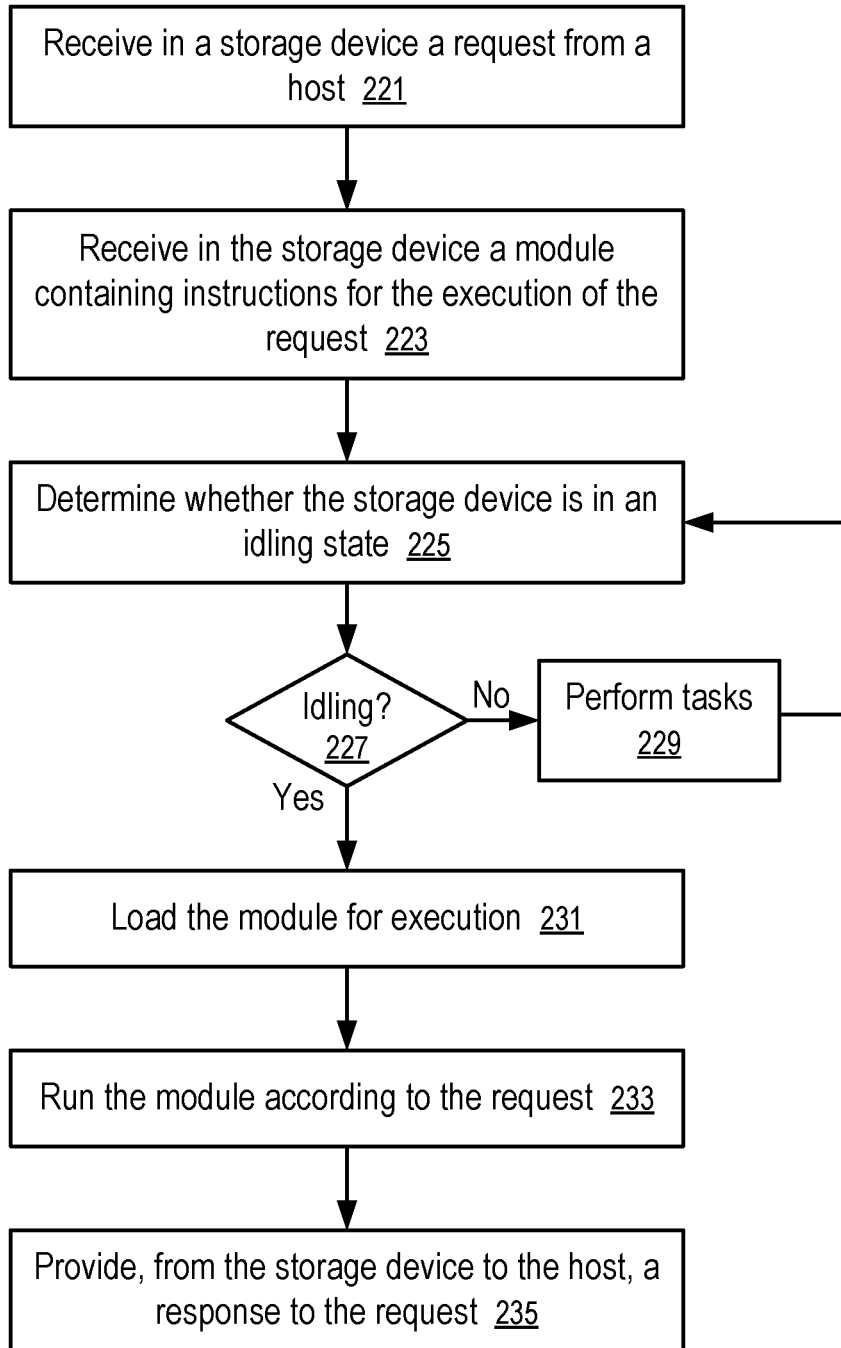 Receive in a storage device a request from a
host 221
Receive in the storage device a module
containing instructions for the execution of the
request 223
Determine whether the storage device is in an
idling state 225
Idling?
227
No
Perform tasks
229
Yes
Load the module for execution 231
Run the module according to the request 233
Provide, from the storage device to the host, a
response to the request 235